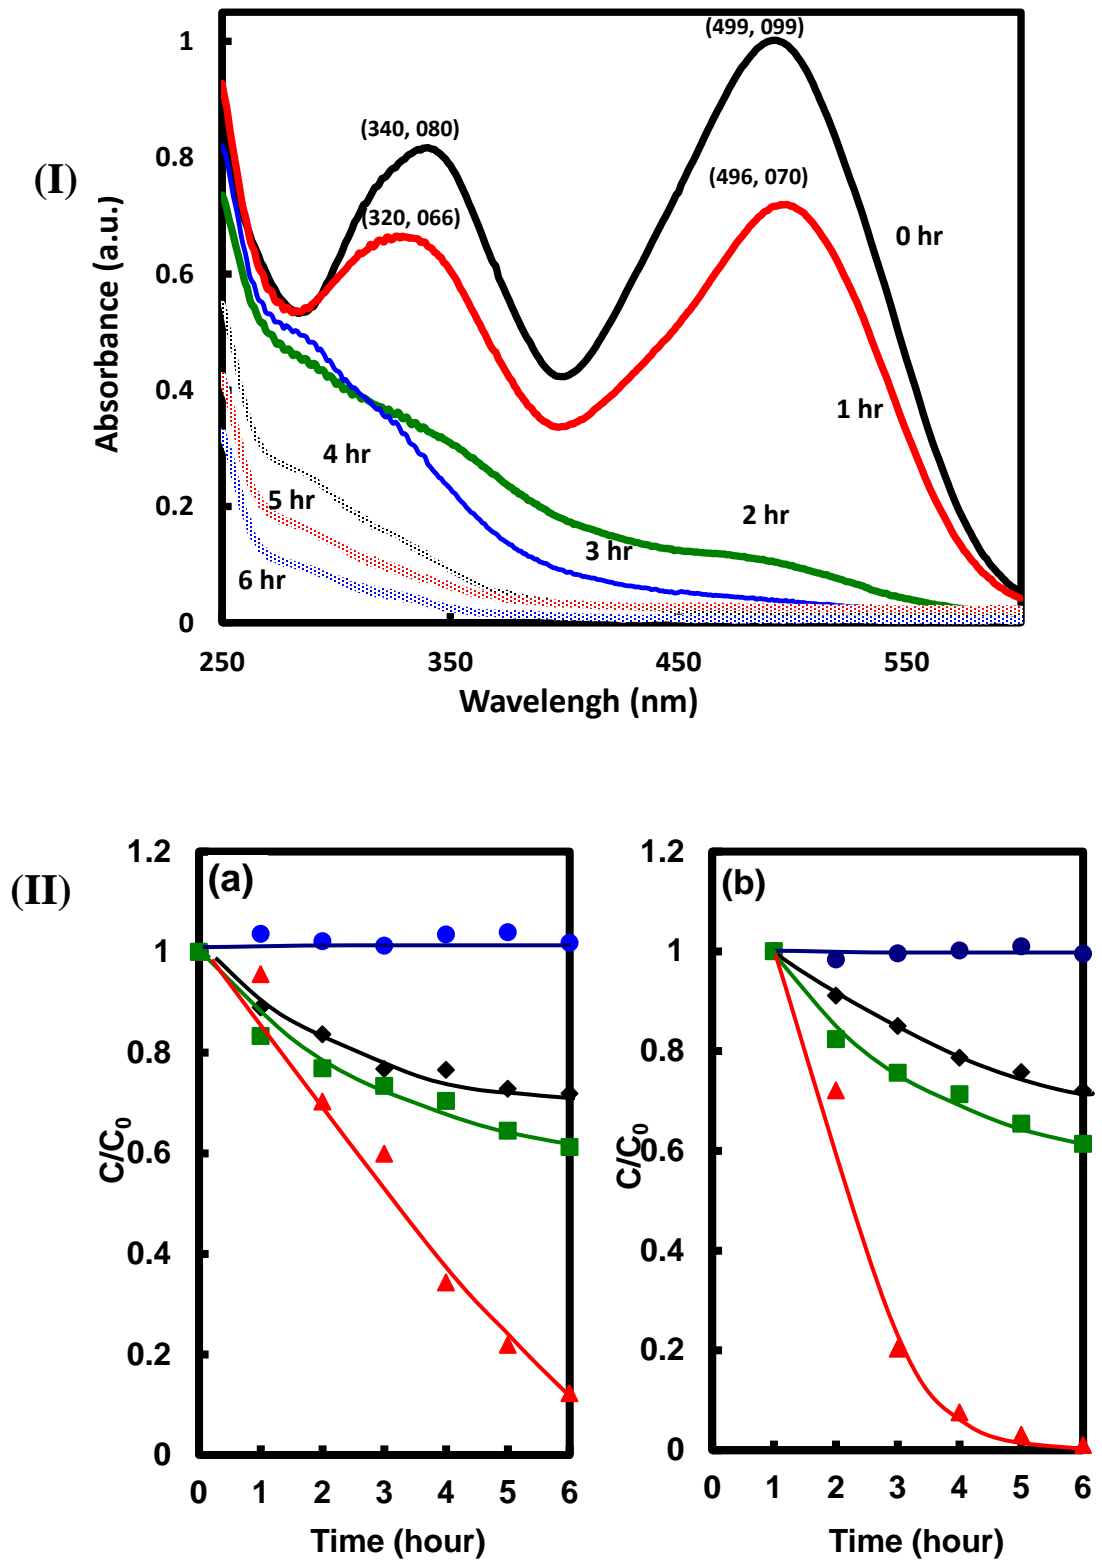 (I)
Absorbance (a.u.)
1
0.8
0.6
0.4
0.2
0
(499, 099)
(340, 080)
(496, 070)
(320, 066)
0 hr
1 hr
2 hr
3 hr
4 hr
5 hr
6 hr
250 350 450 550
Wavelengh (nm)
(II)
(a)
C/C0
1.2
1
0.8
0.6
0.4
0.2
0
0 1 2 3 4 5 6
Time (hour)
(b)
C/C0
1.2
1
0.8
0.6
0.4
0.2
0
0 1 2 3 4 5 6
Time (hour)